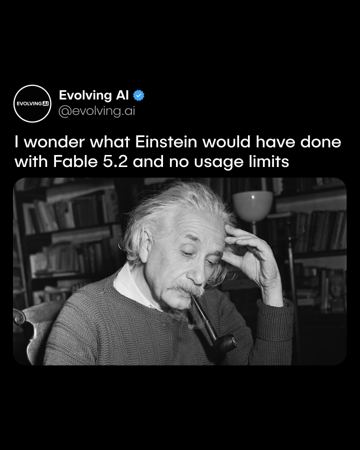 EVOLVING AI
Evolving AI
@evolving.ai
I wonder what Einstein would have done
with Fable 5.2 and no usage limits